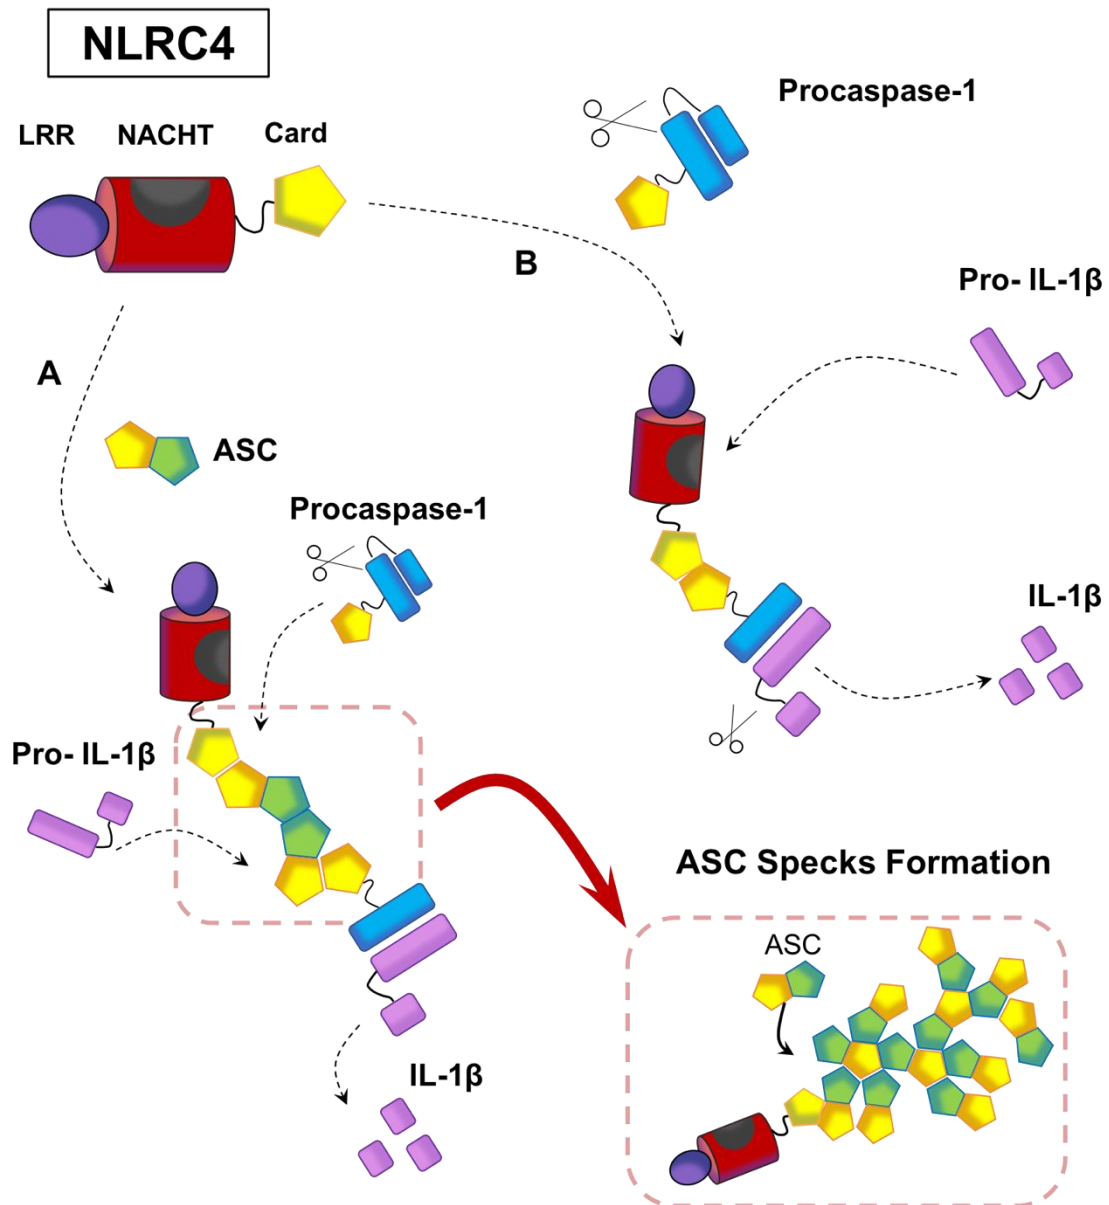 NLRC4
LRR NACHT Card
Procaspase-1
B
Pro- IL-1β
A
ASC
Procaspase-1
IL-1β
Pro- IL-1β
ASC Specks Formation
ASC
IL-1β